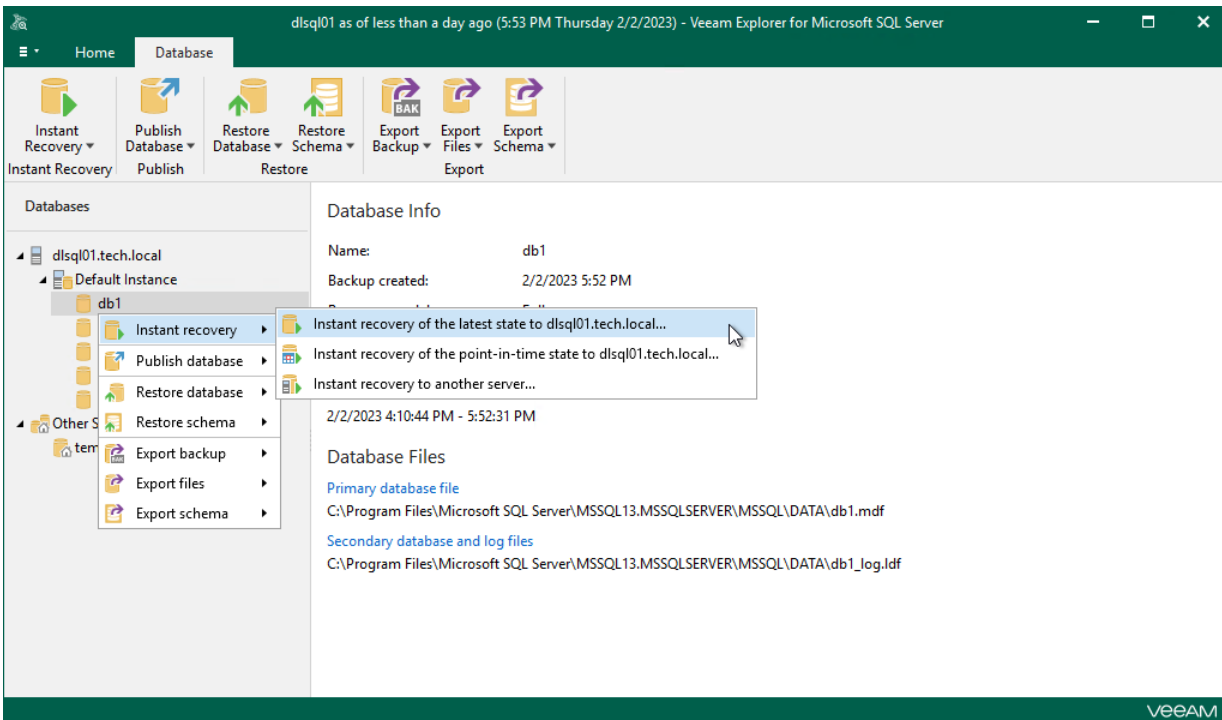 dlsql01 as of less than a day ago (5:53 PM Thursday 2/2/2023) - Veeam Explorer for Microsoft SQL Server
Home Database
Instant Recovery
Publish Database
Restore Database
Restore Schema
BAK
Export Backup
Export Files
Export Schema
Instant Recovery Publish Restore Export
Databases
dlsql01.tech.local
Default Instance
db1
Other S
tem
Instant recovery
Publish database
Restore database
Restore schema
Export backup
Export files
Export schema
Instant recovery of the latest state to dlsql01.tech.local...
Instant recovery of the point-in-time state to dlsql01.tech.local...
Instant recovery to another server...
Database Info
Name: db1
Backup created: 2/2/2023 5:52 PM
2/2/2023 4:10:44 PM - 5:52:31 PM
Database Files
Primary database file
C:\Program Files\Microsoft SQL Server\MSSQL13.MSSQLSERVER\MSSQL\DATA\db1.mdf
Secondary database and log files
C:\Program Files\Microsoft SQL Server\MSSQL13.MSSQLSERVER\MSSQL\DATA\db1_log.ldf
veeam